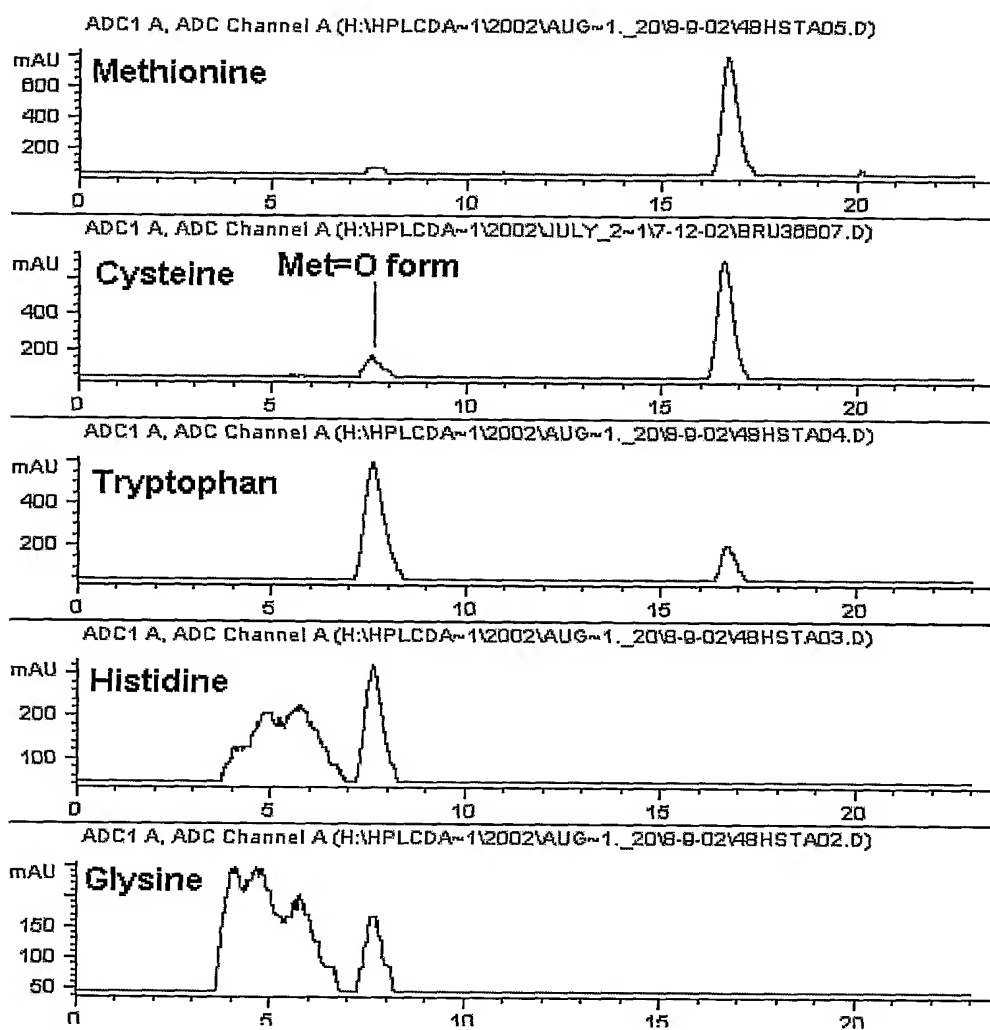 ADC1 A, ADC Channel A (H:\HPLCDA~1\2002\AUG~1._20\8-9-02\48HSTA05.D)
mAU
Methionine
600
400
200
0 5 10 15 20
ADC1 A, ADC Channel A (H:\HPLCDA~1\2002\JULY_2~1\7-12-02\BRU38607.D)
mAU
Cysteine
Met=O form
400
200
0 5 10 15 20
ADC1 A, ADC Channel A (H:\HPLCDA~1\2002\AUG~1._20\8-9-02\48HSTA04.D)
mAU
Tryptophan
400
200
0 5 10 15 20
ADC1 A, ADC Channel A (H:\HPLCDA~1\2002\AUG~1._20\8-9-02\48HSTA03.D)
mAU
Histidine
200
100
0 5 10 15 20
ADC1 A, ADC Channel A (H:\HPLCDA~1\2002\AUG~1._20\8-9-02\48HSTA02.D)
mAU
Glysine
150
100
50
0 5 10 15 20